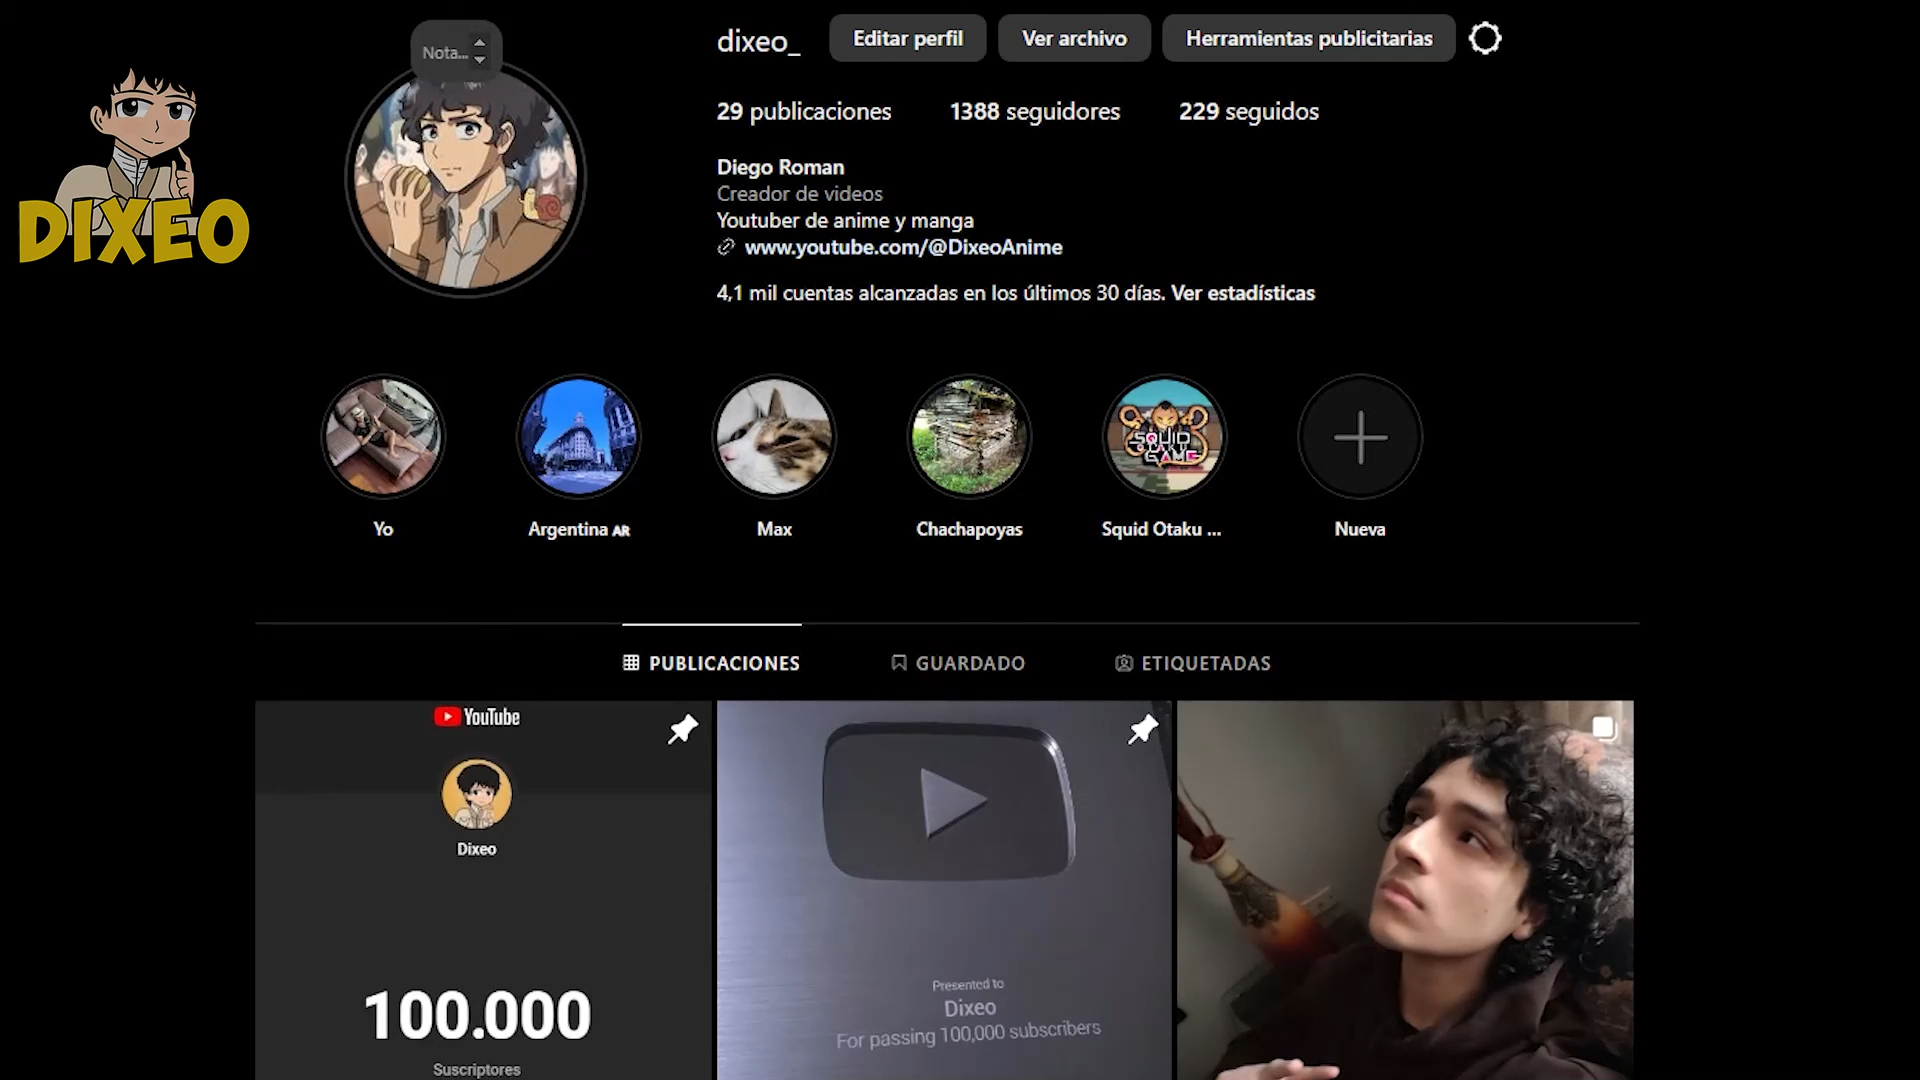 Nota...
dixeo_
Editar perfil
Ver archivo
Herramientas publicitarias
DIXEO
29 publicaciones
1388 seguidores
229 seguidos
Diego Roman
Creador de videos
Youtuber de anime y manga
www.youtube.com/@DixeoAnime
4,1 mil cuentas alcanzadas en los últimos 30 días. Ver estadísticas
SQUID
OTAKU
GAME
Yo
Argentina AR
Max
Chachapoyas
Squid Otaku ...
Nueva
PUBLICACIONES
GUARDADO
ETIQUETADAS
YouTube
Dixeo
100.000
Suscriptores
Presented to
Dixeo
For passing 100,000 subscribers